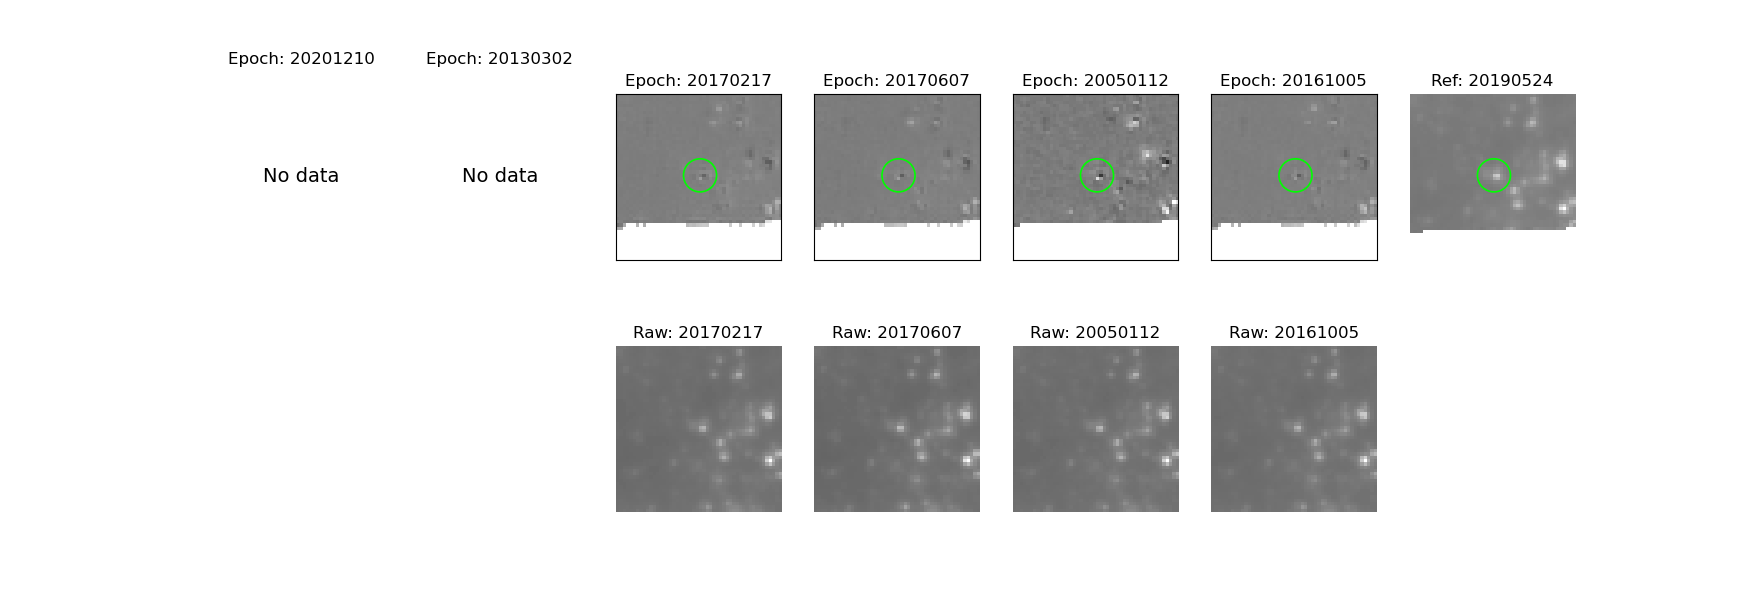 Epoch: 20201210
Epoch: 20130302
Epoch: 20170217
Epoch: 20170607
Epoch: 20050112
Epoch: 20161005
Ref: 20190524
No data
No data
Raw: 20170217
Raw: 20170607
Raw: 20050112
Raw: 20161005